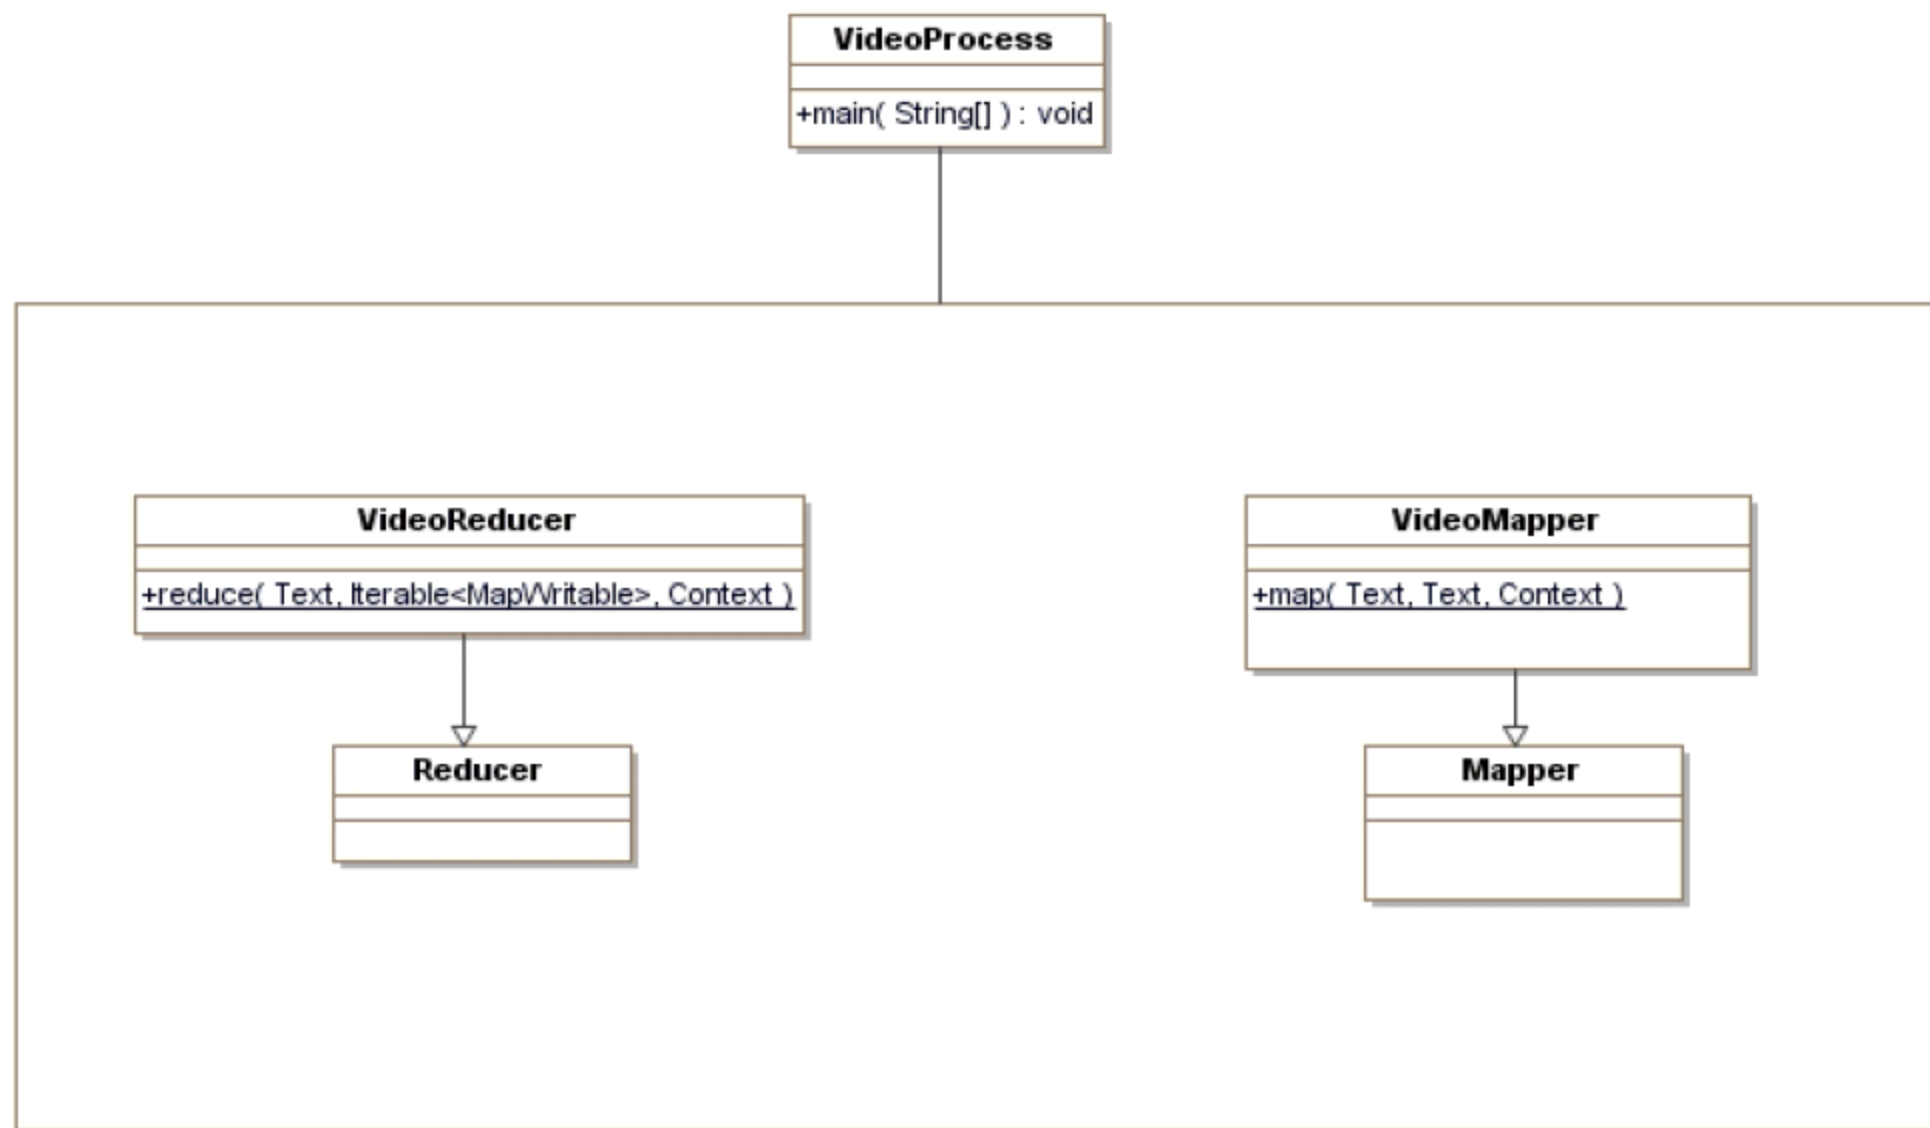 VideoProcess
+main( String[] ) : void
VideoReducer
+reduce( Text, Iterable<MapWritable>, Context )
VideoMapper
+map( Text, Text, Context )
Reducer
Mapper